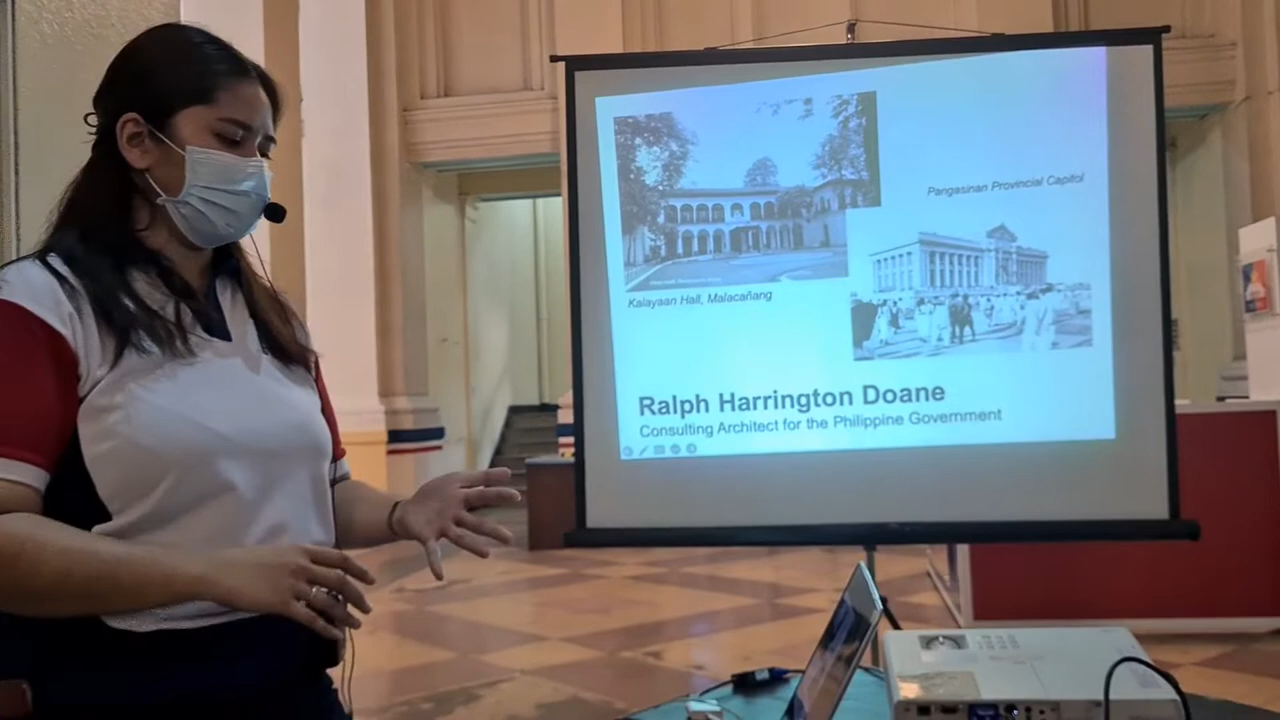 Pangasinan Provincial Capitol
Kalayaan Hall, Malacañang
Ralph Harrington Doane
Consulting Architect for the Philippine Government